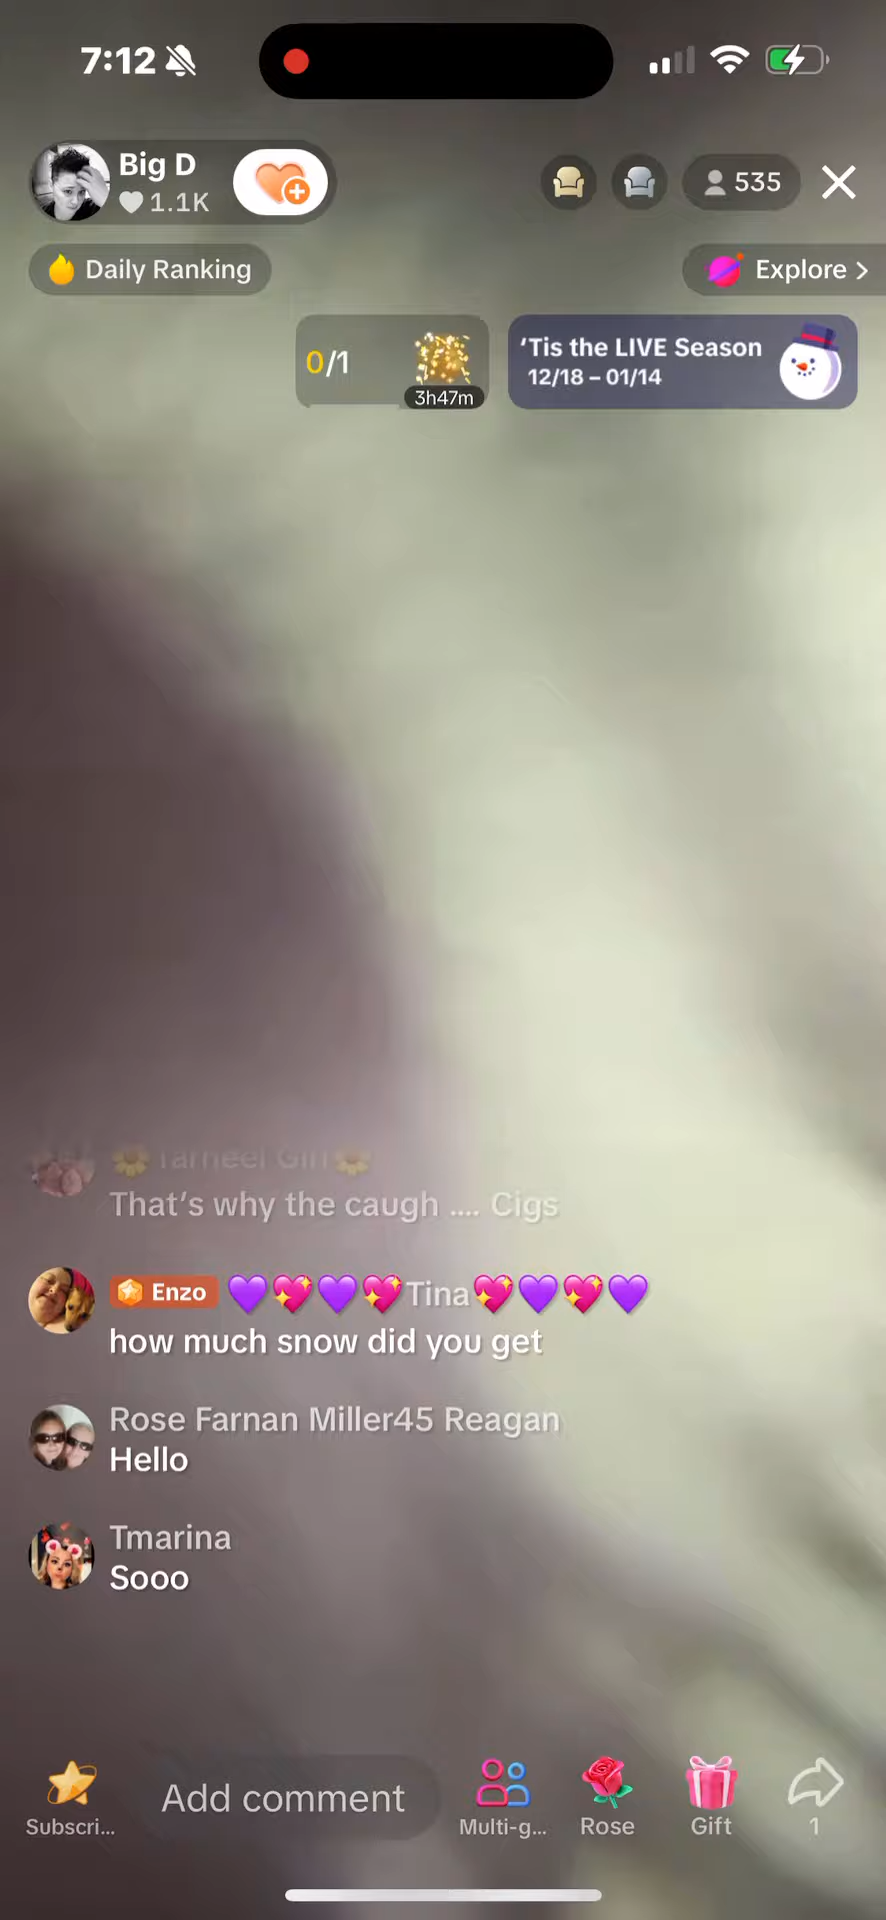 7:12
Big D
1.1K
535
Daily Ranking
Explore >
0/1
3h47m
'Tis the LIVE Season
12/18 – 01/14
Tarheel Girl
That's why the caugh .... Cigs
Enzo 💜💖💜💖Tina💖💜💖💜
how much snow did you get
Rose Farnan Miller45 Reagan
Hello
Tmarina
Sooo
Add comment
Subscri...
Multi-g...
Rose
Gift
1